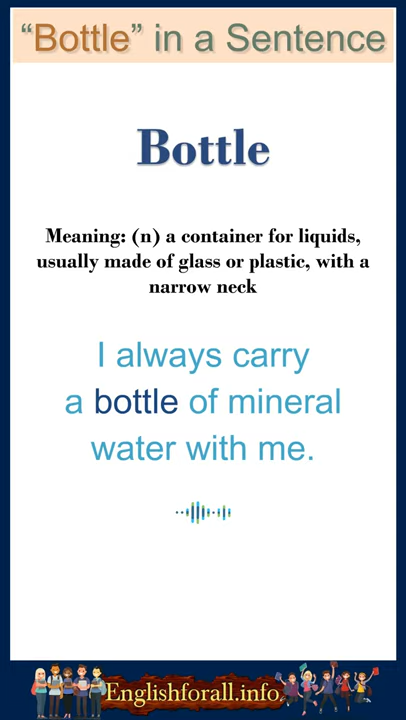 “Bottle” in a Sentence
Bottle
Meaning: (n) a container for liquids,
usually made of glass or plastic, with a
narrow neck
I always carry
a bottle of mineral
water with me.
Englishforall.info